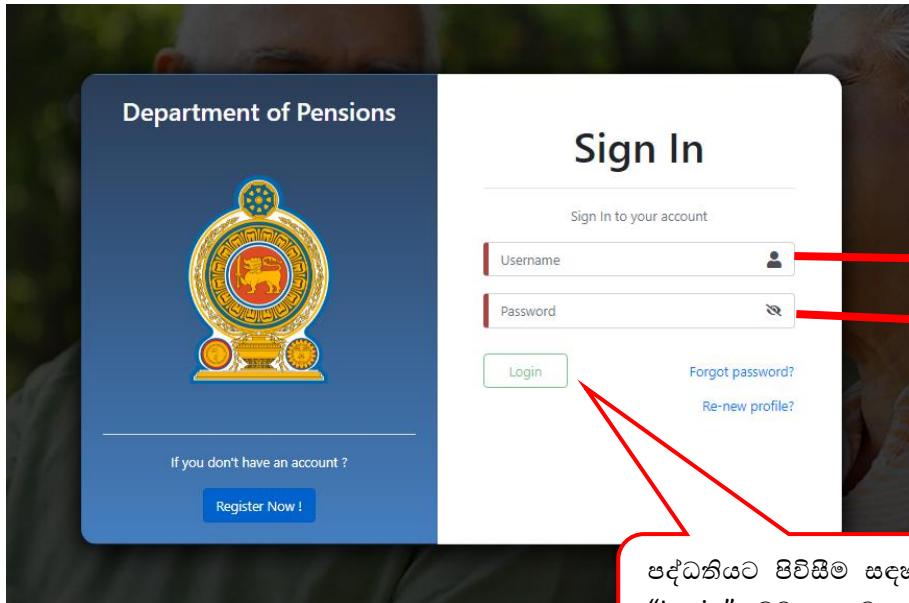 Department of Pensions
If you don't have an account ?
Register Now !
Sign In
Sign In to your account
Username
Password
Login
Forgot password?
Re-new profile?
පද්ධතියට පිවිසීම